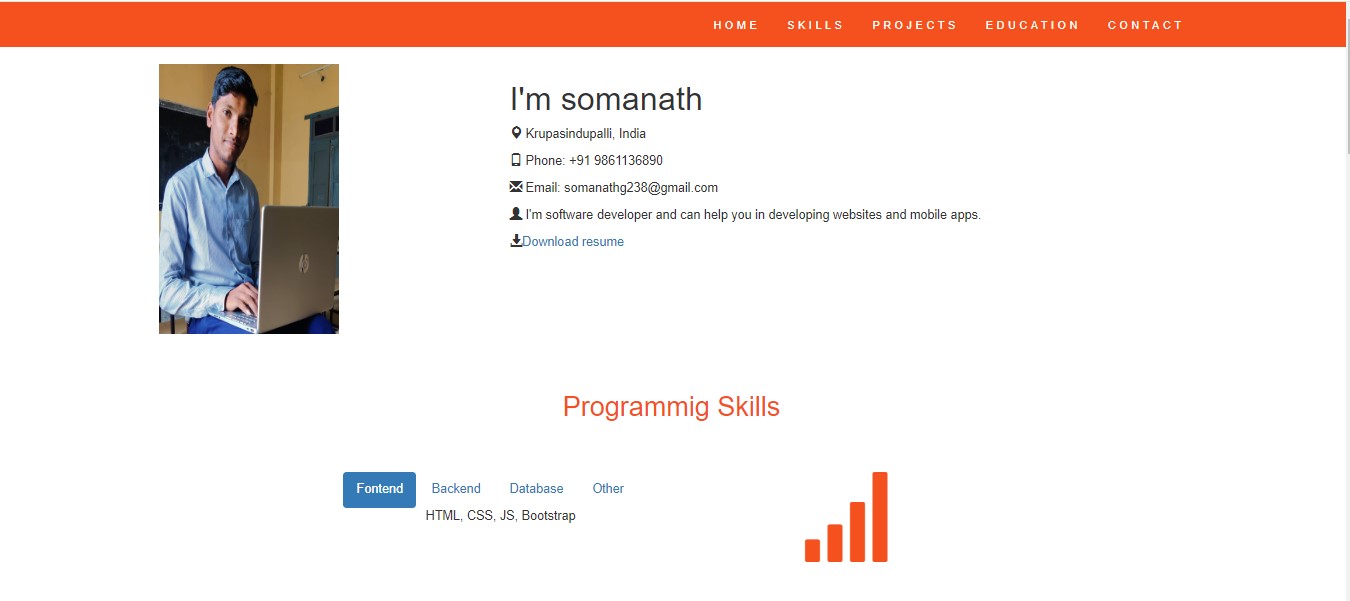 HOME SKILLS PROJECTS EDUCATION CONTACT
I'm somanath
Krupasindupalli, India
Phone: +91 9861136890
Email: somanathg238@gmail.com
I'm software developer and can help you in developing websites and mobile apps.
Download resume
Programmig Skills
Fontend Backend Database Other
HTML, CSS, JS, Bootstrap